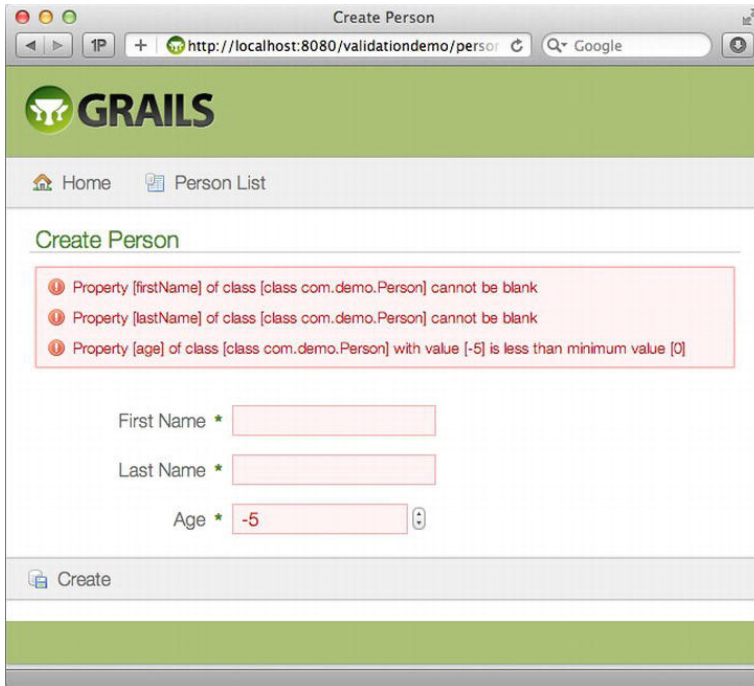 Create Person
1P + http://localhost:8080/validationdemo/person Google
GRAILS
Home Person List
Create Person
Property [firstName] of class [class com.demo.Person] cannot be blank
Property [lastName] of class [class com.demo.Person] cannot be blank
Property [age] of class [class com.demo.Person] with value [-5] is less than minimum value [0]
First Name *
Last Name *
Age * -5
Create